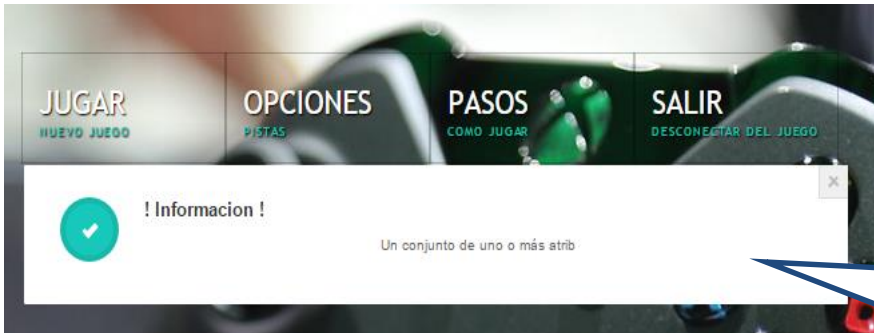 JUGAR
NUEVO JUEGO
OPCIONES
PISTAS
PASOS
COMO JUGAR
SALIR
DESCONECTAR DEL JUEGO
! Informacion !
Un conjunto de uno o más atrib